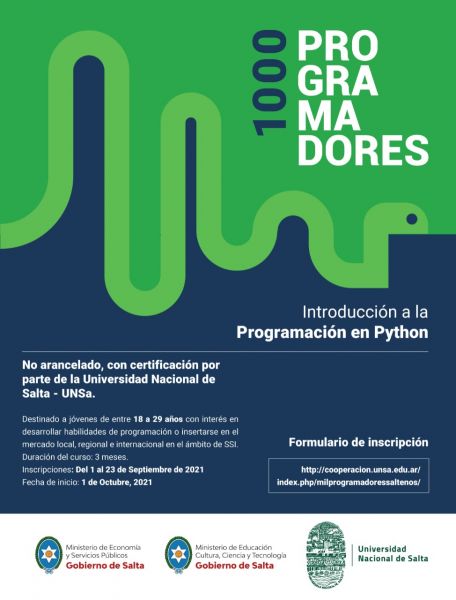 1000
PRO
GRA
MA
DORES
Introducción a la
Programación en Python
No arancelado, con certificación por
parte de la Universidad Nacional de
Salta - UNSa.
Destinado a jóvenes de entre 18 a 29 años con interés en
desarrollar habilidades de programación o insertarse en el
mercado local, regional e internacional en el ámbito de SSI.
Duración del curso: 3 meses.
Inscripciones: Del 1 al 23 de Septiembre de 2021
Fecha de inicio: 1 de Octubre, 2021
Formulario de inscripción
http://cooperacion.unsa.edu.ar/
index.php/milprogramadoressaltenos/
Ministerio de Economía
y Servicios Públicos
Gobierno de Salta
Ministerio de Educación
Cultura, Ciencia y Tecnología
Gobierno de Salta
Universidad
Nacional de Salta